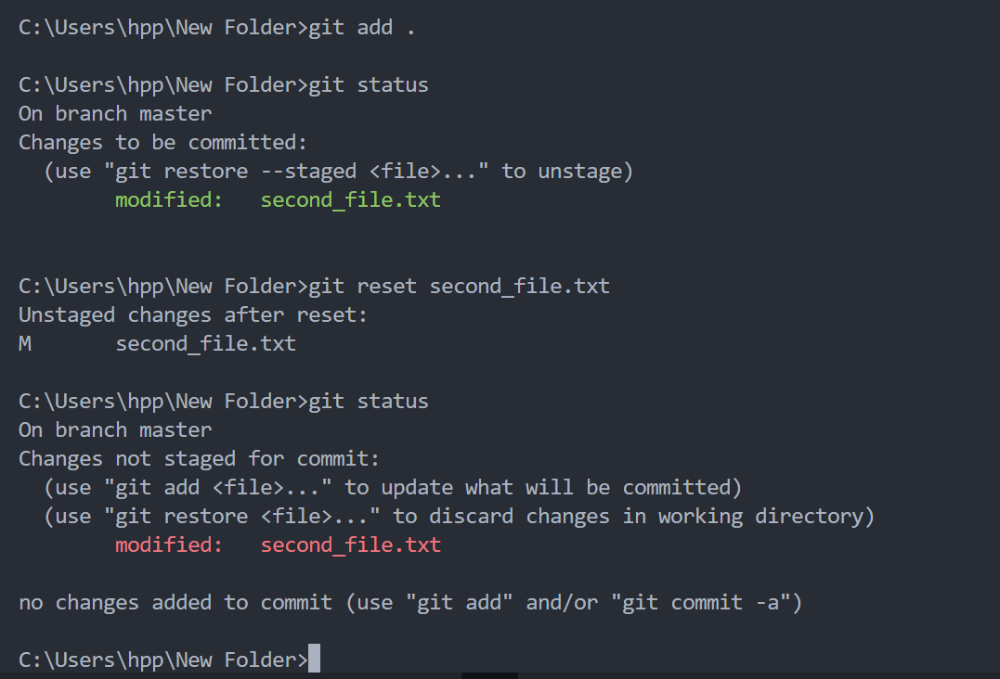 C:\Users\hpp\New Folder>git add .
C:\Users\hpp\New Folder>git status
On branch master
Changes to be committed:
  (use "git restore --staged <file>..." to unstage)
        modified:   second_file.txt
C:\Users\hpp\New Folder>git reset second_file.txt
Unstaged changes after reset:
M       second_file.txt
C:\Users\hpp\New Folder>git status
On branch master
Changes not staged for commit:
  (use "git add <file>..." to update what will be committed)
  (use "git restore <file>..." to discard changes in working directory)
        modified:   second_file.txt
no changes added to commit (use "git add" and/or "git commit -a")
C:\Users\hpp\New Folder>